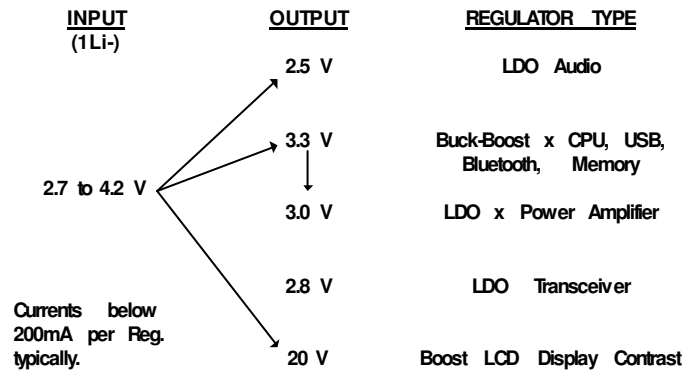 INPUT OUTPUT REGULATOR TYPE
(1Li-)
2.5 V LDO Audio
3.3 V Buck-Boost x CPU, USB,
Bluetooth, Memory
2.7 to 4.2 V
3.0 V LDO x Power Amplifier
2.8 V LDO Transceiver
Currents below
200mA per Reg.
typically.
20 V Boost LCD Display Contrast